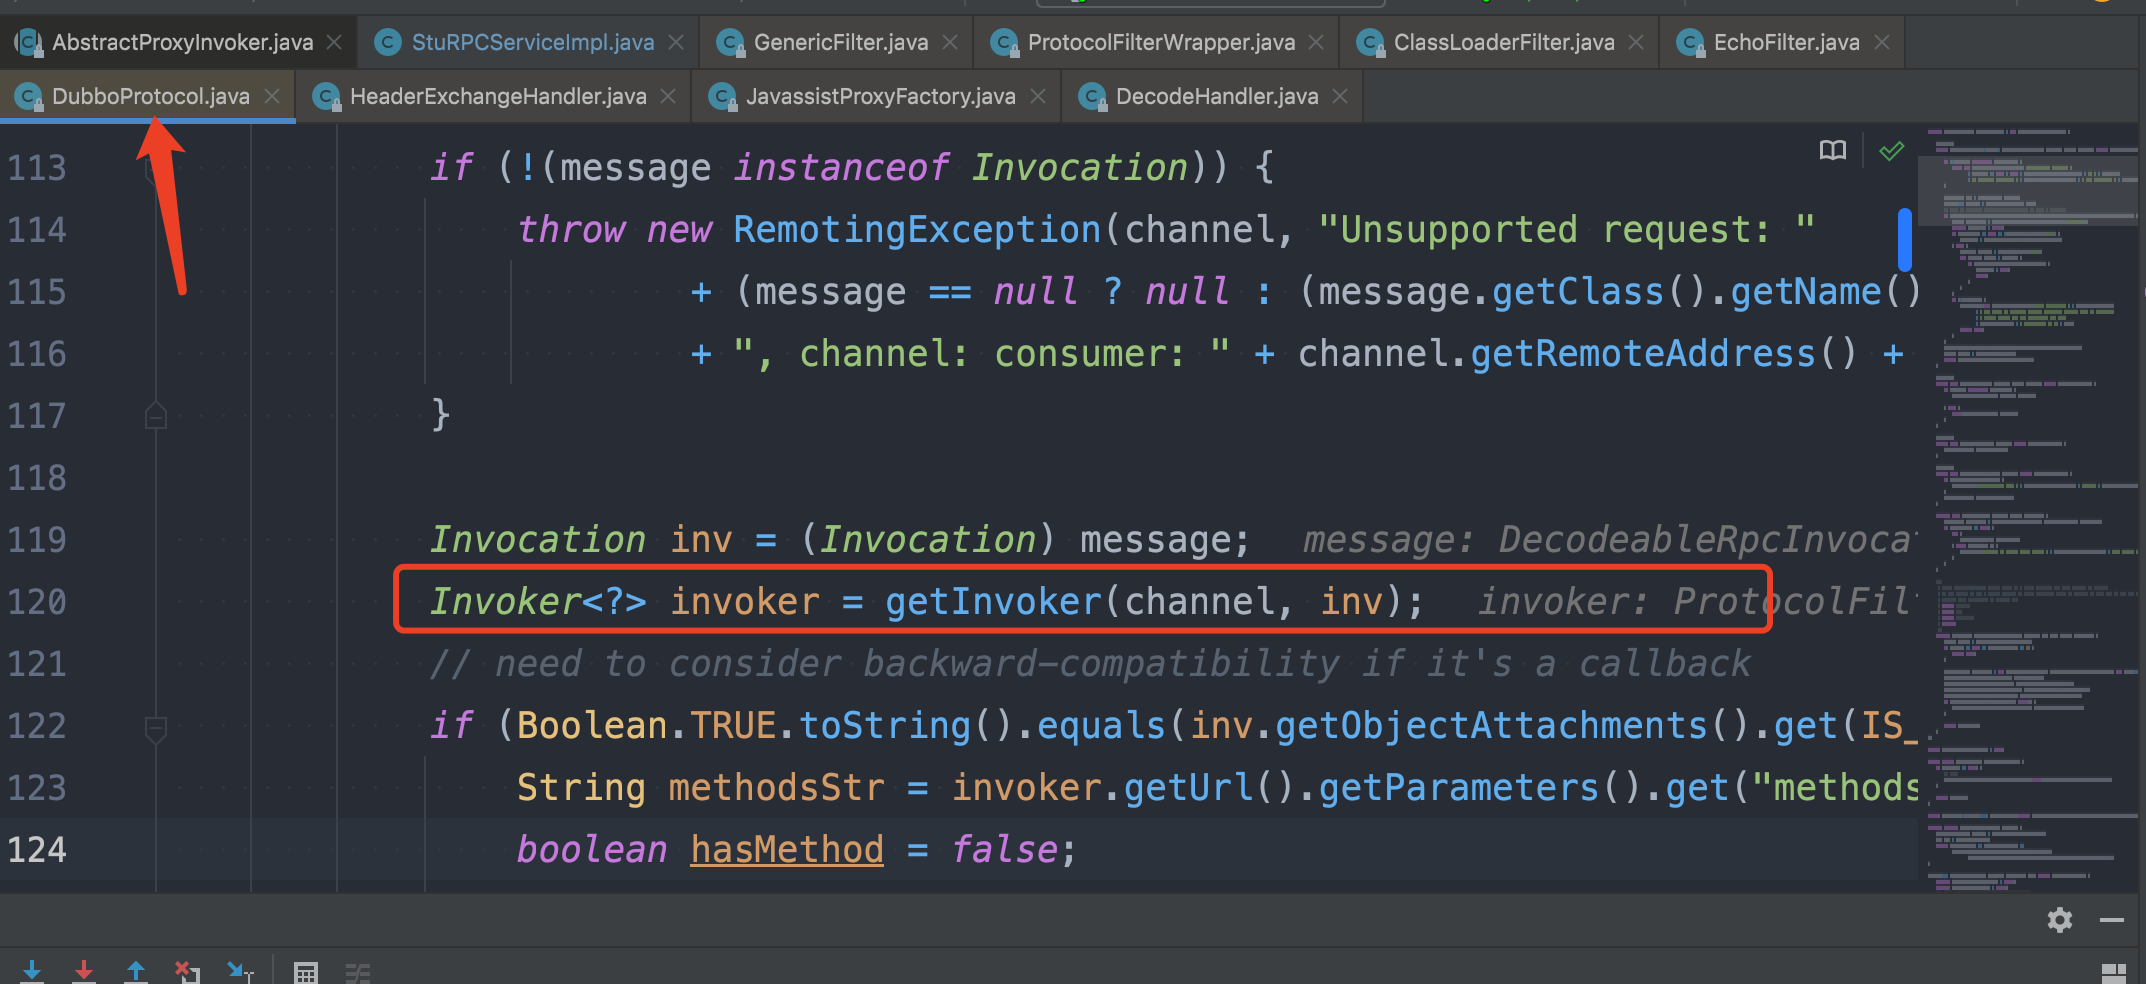 AbstractProxyInvoker.java StuRPCServiceImpl.java GenericFilter.java ProtocolFilterWrapper.java ClassLoaderFilter.java EchoFilter.java
DubboProtocol.java HeaderExchangeHandler.java JavassistProxyFactory.java DecodeHandler.java
113 if (!(message instanceof Invocation)) {
114 throw new RemotingException(channel, "Unsupported request: "
115 + (message == null ? null : (message.getClass().getName()
116 + ", channel: consumer: " + channel.getRemoteAddress() +
117 }
118
119 Invocation inv = (Invocation) message; message: DecodeableRpcInvoca
120 Invoker<?> invoker = getInvoker(channel, inv); invoker: ProtocolFil
121 // need to consider backward-compatibility if it's a callback
122 if (Boolean.TRUE.toString().equals(inv.getObjectAttachments().get(IS_
123 String methodsStr = invoker.getUrl().getParameters().get("methods
124 boolean hasMethod = false;